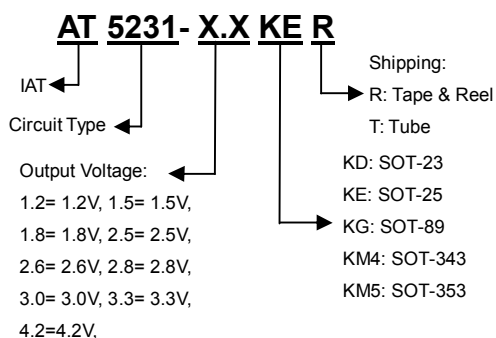 AT 5231- X.X KE R
IAT
Circuit Type
Output Voltage:
1.2= 1.2V, 1.5= 1.5V,
1.8= 1.8V, 2.5= 2.5V,
2.6= 2.6V, 2.8= 2.8V,
3.0= 3.0V, 3.3= 3.3V,
4.2=4.2V,
Shipping:
R: Tape & Reel
T: Tube
KD: SOT-23
KE: SOT-25
KG: SOT-89
KM4: SOT-343
KM5: SOT-353